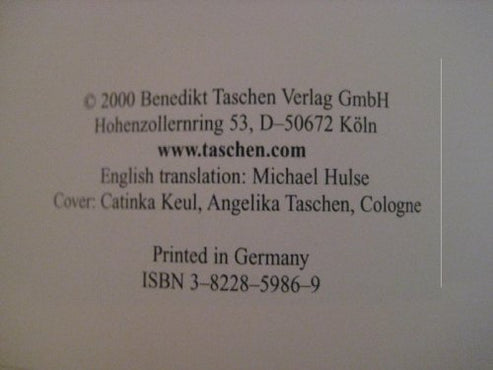 © 2000 Benedikt Taschen Verlag GmbH
Hohenzollernring 53, D–50672 Köln
www.taschen.com
English translation: Michael Hulse
Cover: Catinka Keul, Angelika Taschen, Cologne
Printed in Germany
ISBN 3–8228–5986–9